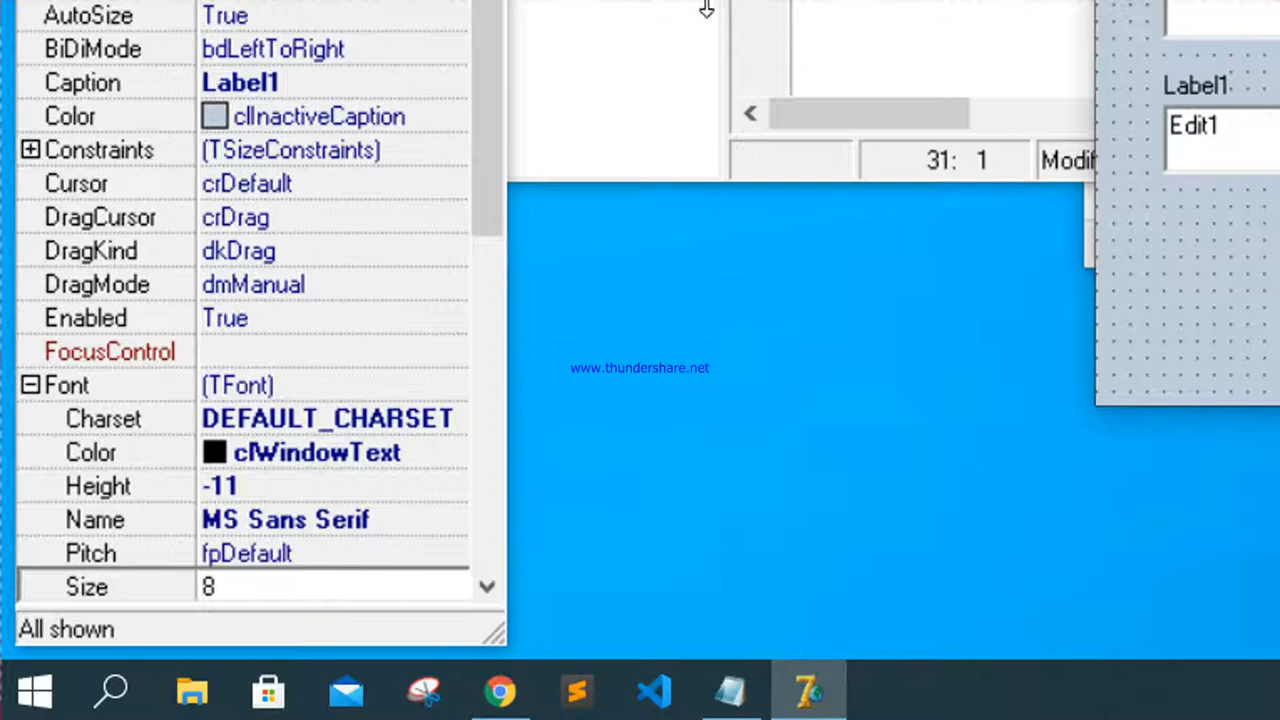 AutoSize True
BiDiMode bdLeftToRight
Caption Label1
Color clInactiveCaption
Constraints (TSizeConstraints)
Cursor crDefault
DragCursor crDrag
DragKind dkDrag
DragMode dmManual
Enabled True
FocusControl
Font (TFont)
Charset DEFAULT_CHARSET
Color clWindowText
Height -11
Name MS Sans Serif
Pitch fpDefault
Size 8
All shown
31: 1
Modif
Label1
Edit1
www.thundershare.net